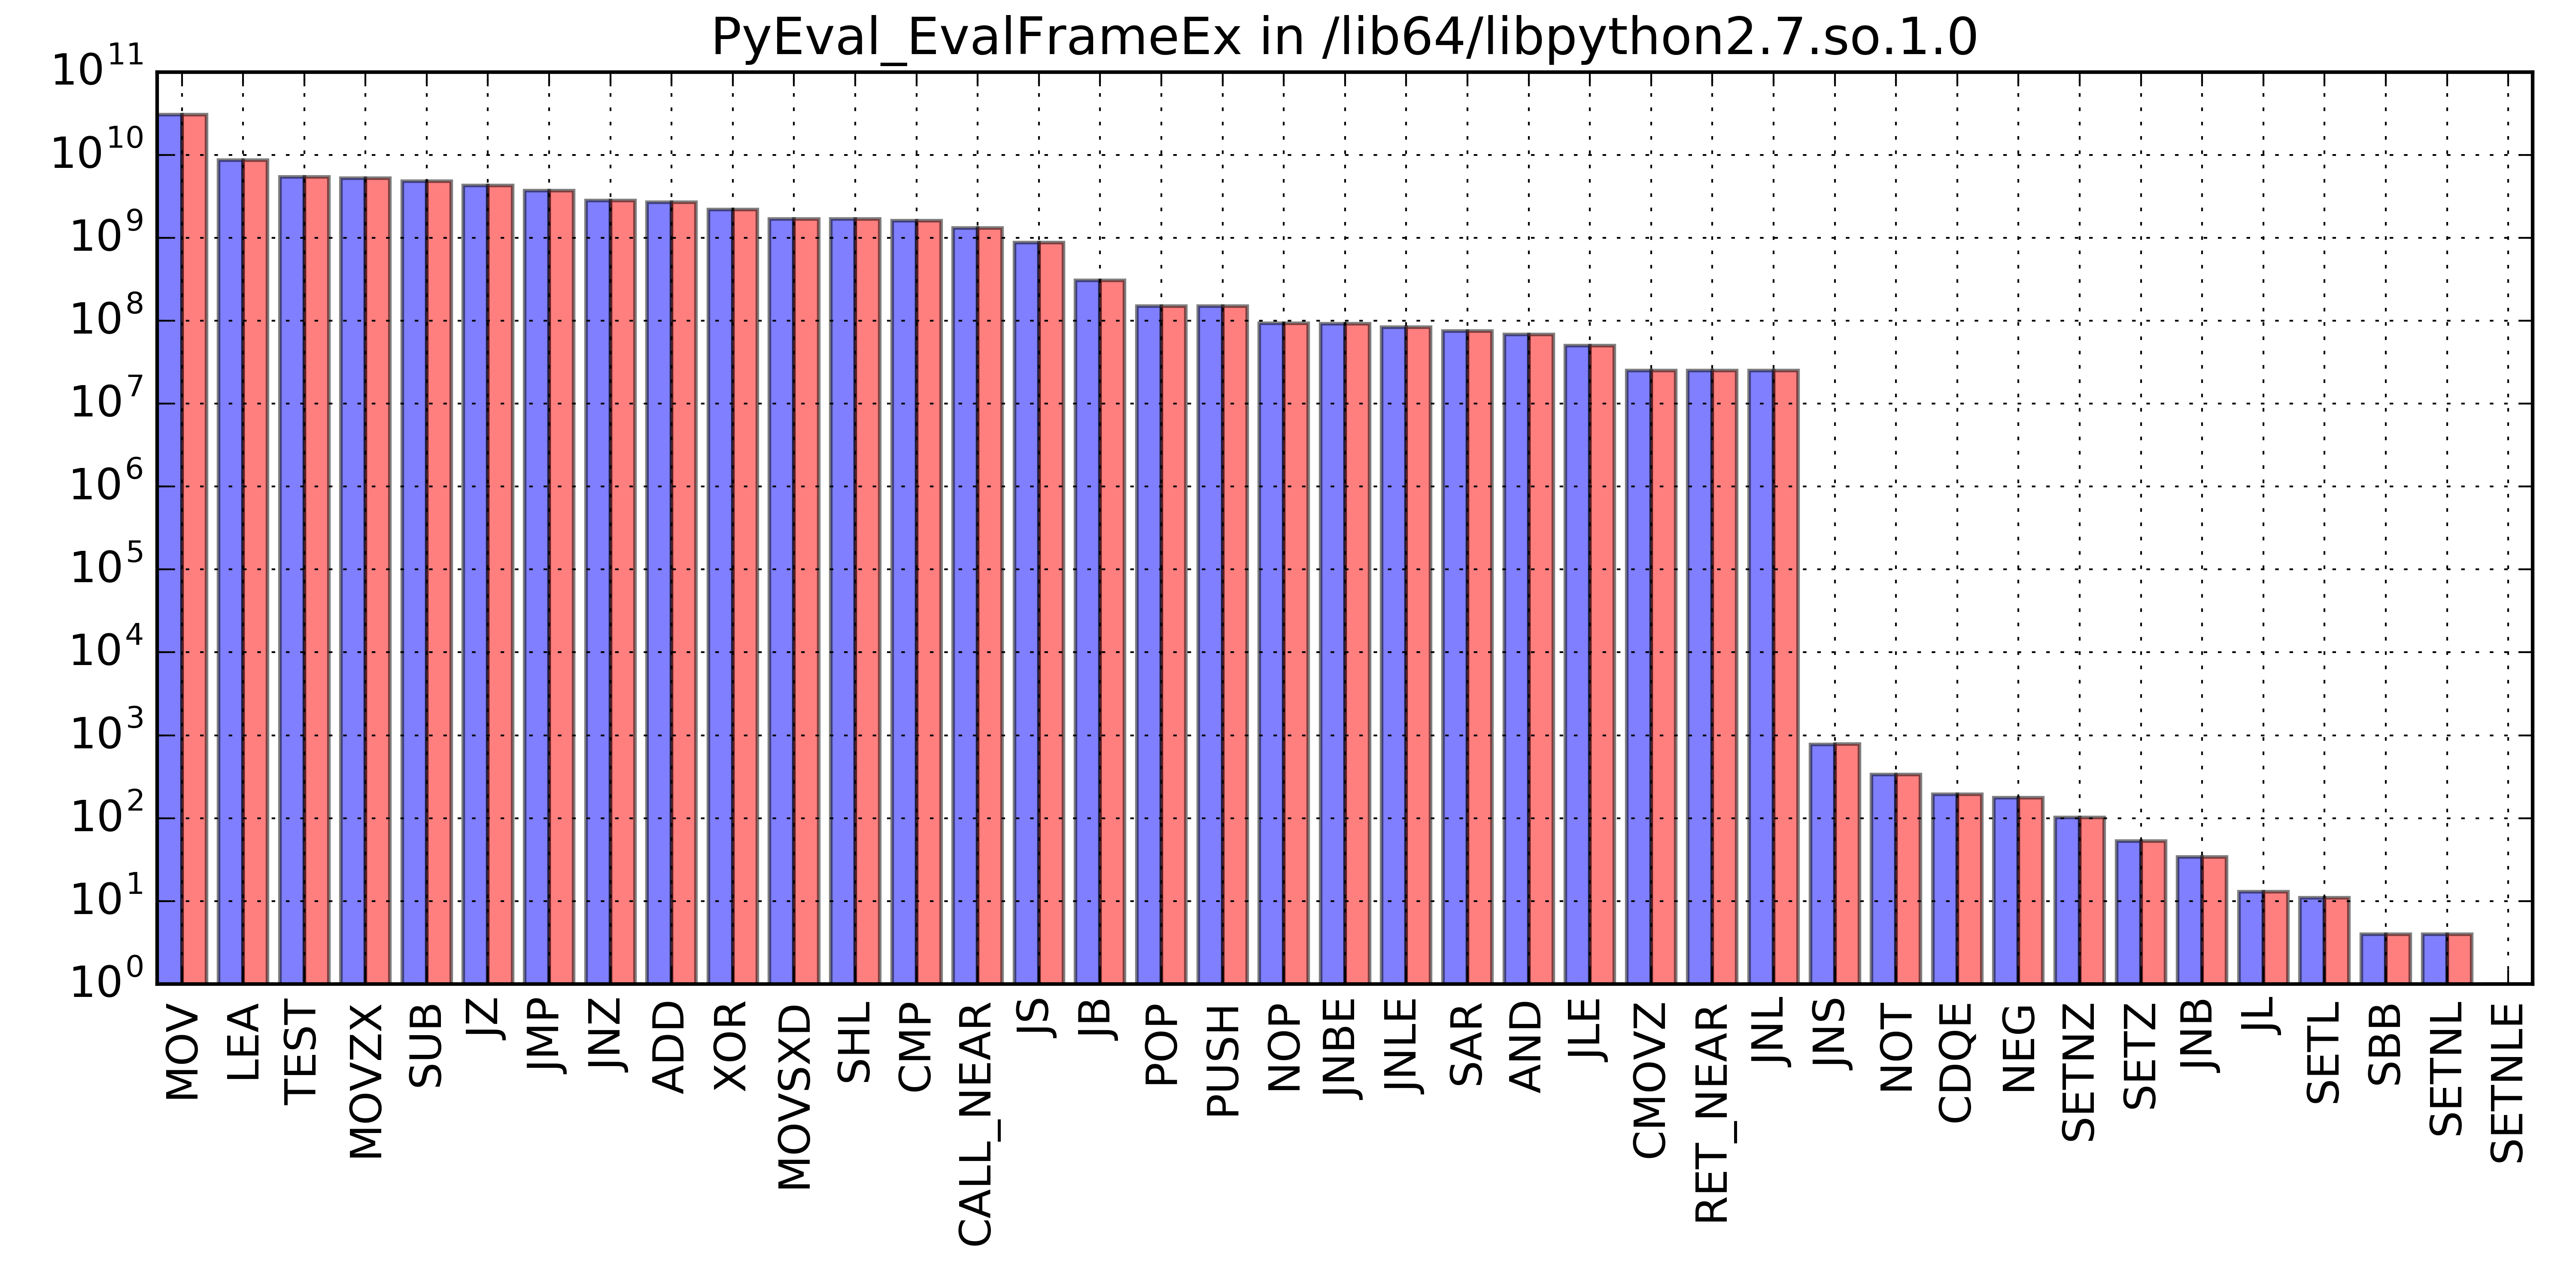 PyEval_EvalFrameEx in /lib64/libpython2.7.so.1.0
10^11
10^10
10^9
10^8
10^7
10^6
10^5
10^4
10^3
10^2
10^1
10^0
MOV
LEA
TEST
MOVZX
SUB
JZ
JMP
JNZ
ADD
XOR
MOVSXD
SHL
CMP
CALL_NEAR
JS
JB
POP
PUSH
NOP
JNBE
JNLE
SAR
AND
JLE
CMOVZ
RET_NEAR
JNL
JNS
NOT
CDQE
NEG
SETNZ
SETZ
JNB
JL
SETL
SBB
SETNL
SETNLE